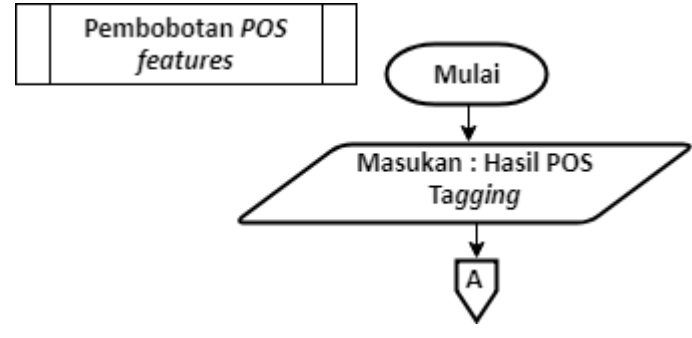 Pembobotan POS
features
Mulai
Masukan : Hasil POS
Tagging
A